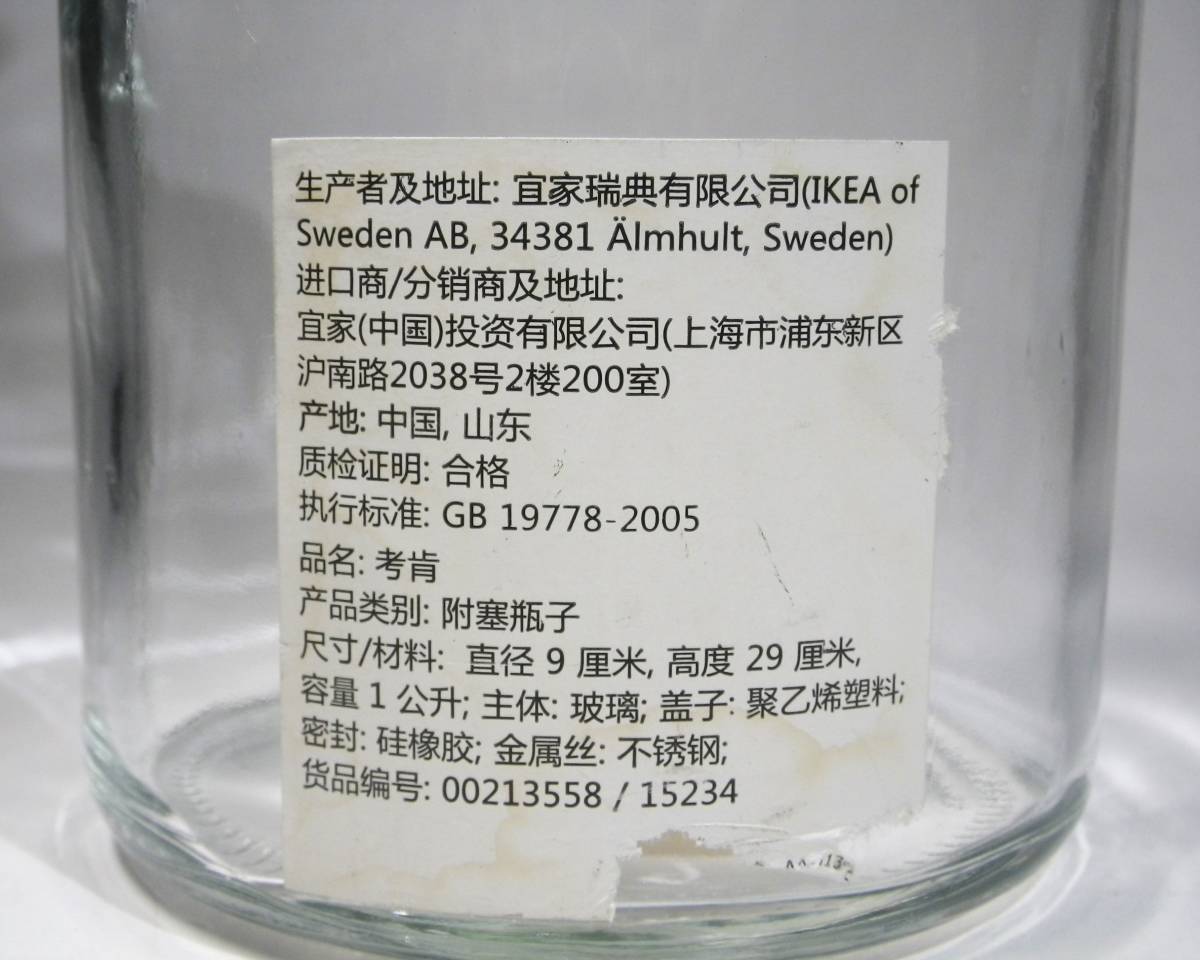 生产者及地址: 宜家瑞典有限公司(IKEA of
Sweden AB, 34381 Älmhult, Sweden)
进口商/分销商及地址:
宜家(中国)投资有限公司(上海市浦东新区
沪南路2038号2楼200室)
产地: 中国, 山东
质检证明: 合格
执行标准: GB 19778-2005
品名: 考肯
产品类别: 附塞瓶子
尺寸/材料: 直径 9 厘米, 高度 29 厘米,
容量 1 公升; 主体: 玻璃; 盖子: 聚乙烯塑料;
密封: 硅橡胶; 金属丝: 不锈钢;
货品编号: 00213558 / 15234